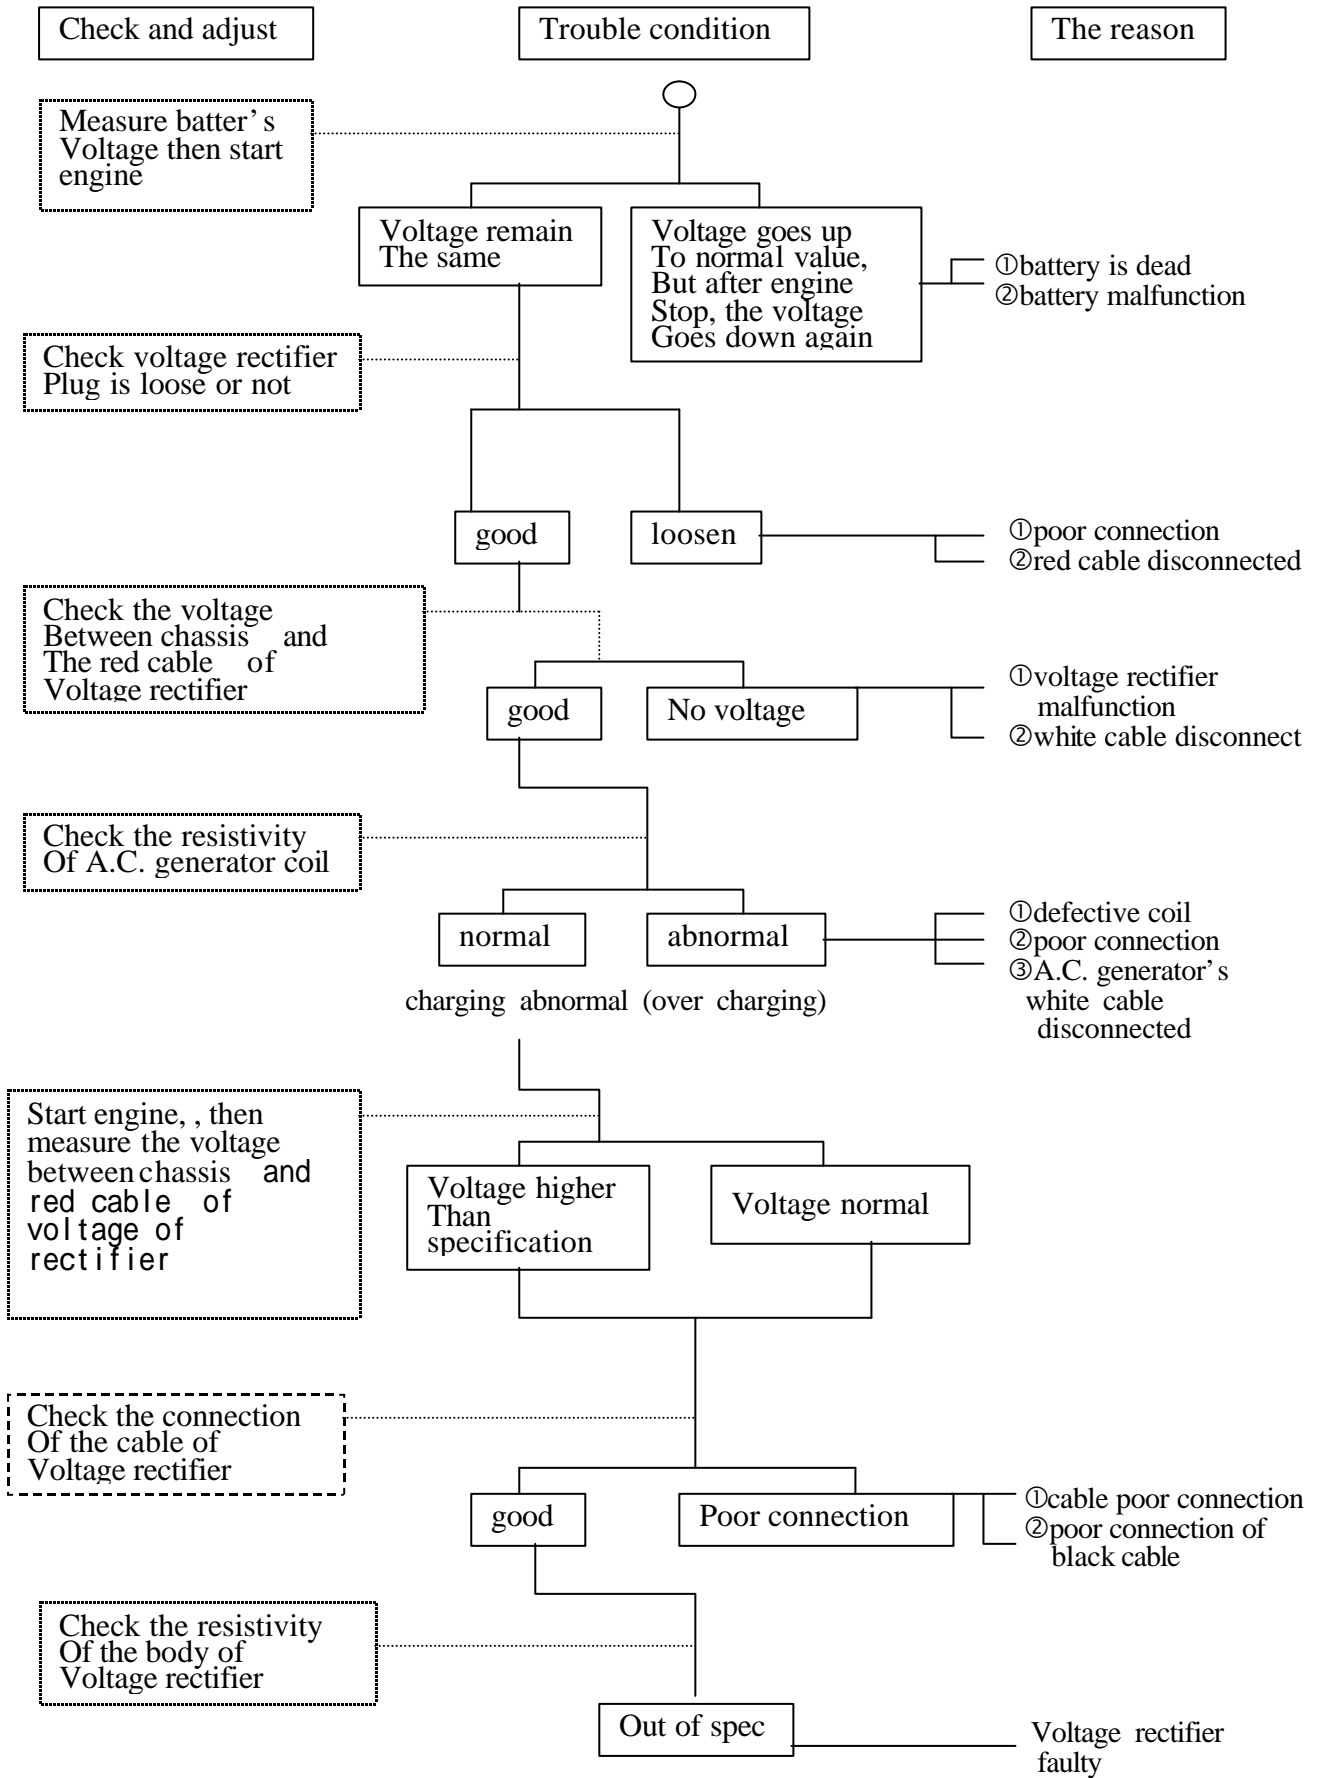 Check and adjust
Trouble condition
The reason
Measure batter's
Voltage then start
engine
Voltage remain
The same
Voltage goes up
To normal value,
But after engine
Stop, the voltage
Goes down again
①battery is dead
②battery malfunction
Check voltage rectifier
Plug is loose or not
good
loosen
①poor connection
②red cable disconnected
Check the voltage
Between chassis and
The red cable of
Voltage rectifier
good
No voltage
①voltage rectifier
malfunction
②white cable disconnect
Check the resistivity
Of A.C. generator coil
normal
abnormal
①defective coil
②poor connection
③A.C. generator's
white cable
disconnected
charging abnormal (over charging)
Start engine, , then
measure the voltage
between chassis and
red cable of
voltage of
rectifier
Voltage higher
Than
specification
Voltage normal
Check the connection
Of the cable of
Voltage rectifier
good
Poor connection
①cable poor connection
②poor connection of
black cable
Check the resistivity
Of the body of
Voltage rectifier
Out of spec
Voltage rectifier
faulty